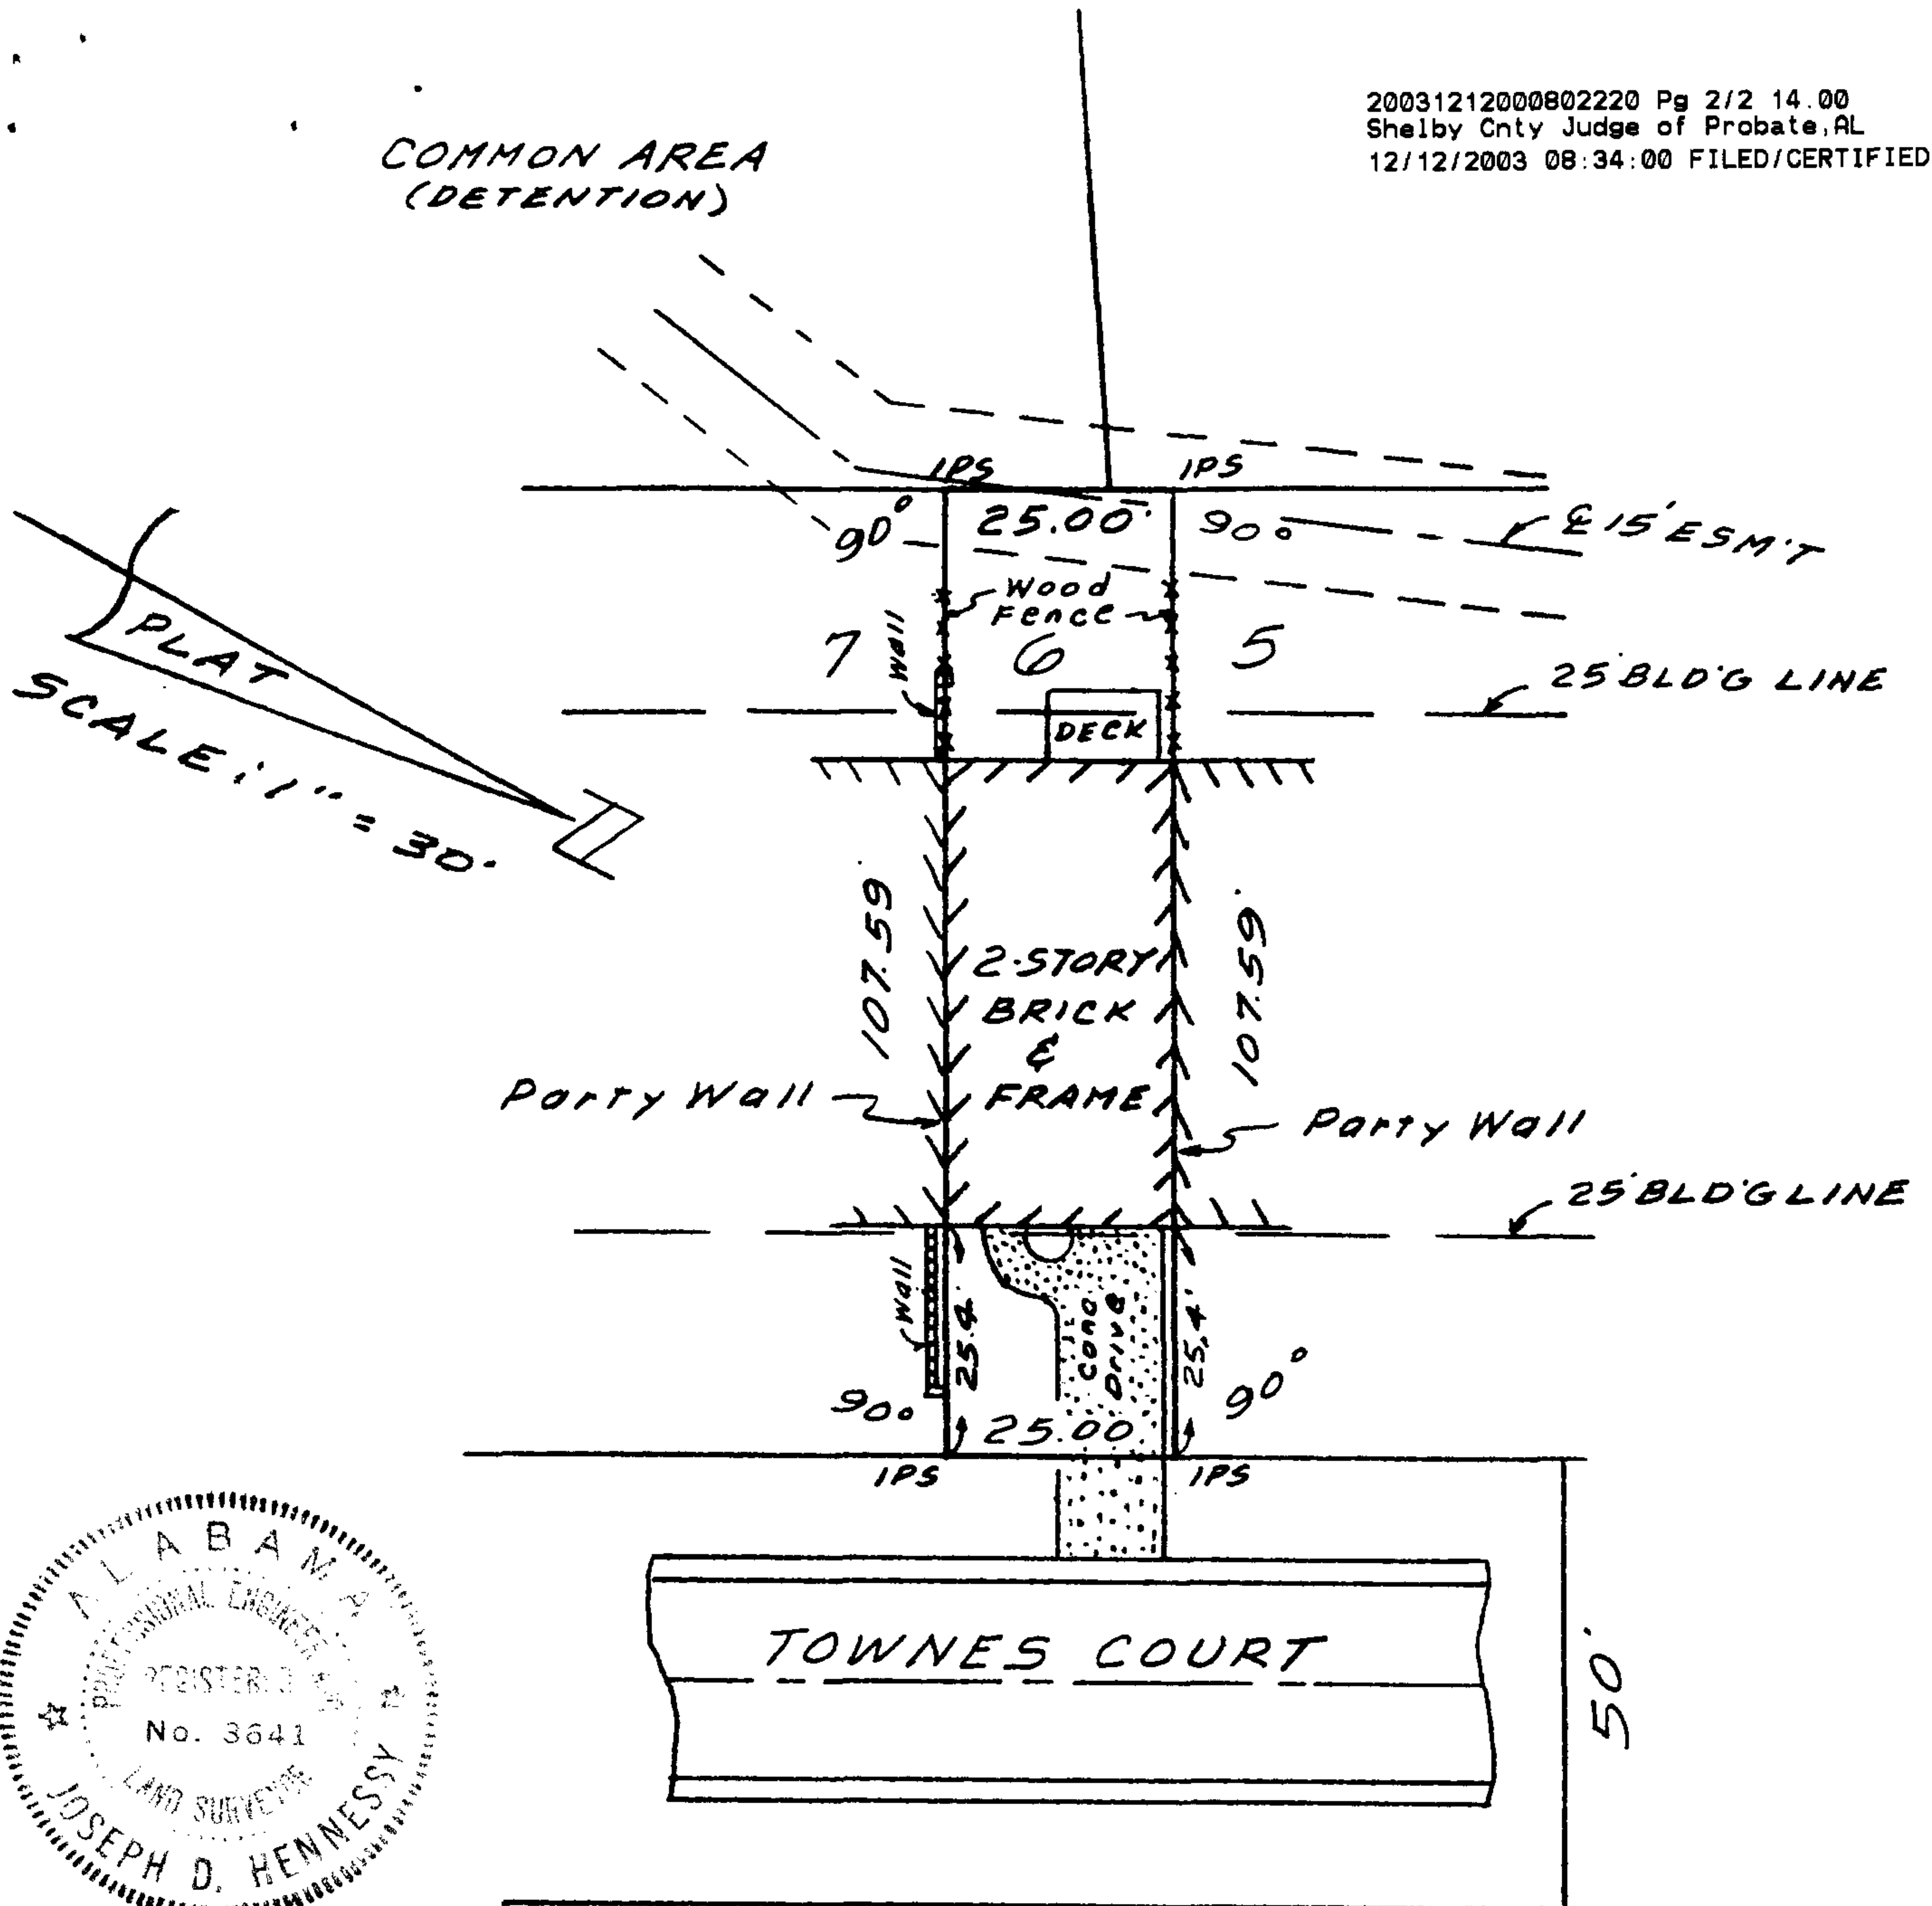 20031212000802220 Pg 2/2 14.00
Shelby Cnty Judge of Probate, AL
12/12/2003 08:34:00 FILED/CERTIFIED
COMMON AREA
(DETENTION)
IPS
IPS
90°
25.00'
90°
℄ 15' ESM'T
Wood
Fence
PLAT
SCALE: 1" = 30'
7
Wall
6
5
25' BLD'G LINE
DECK
107.59
2-STORY
BRICK
&
FRAME
107.59'
Party Wall
Party Wall
25' BLD'G LINE
Wall
25.4
Conc
Drive
25.4'
90°
25.00
90°
IPS
IPS
TOWNES COURT
50'
ALABAMA
PROFESSIONAL ENGINEER
REGISTERED
No. 3641
LAND SURVEYOR
JOSEPH D. HENNESSY